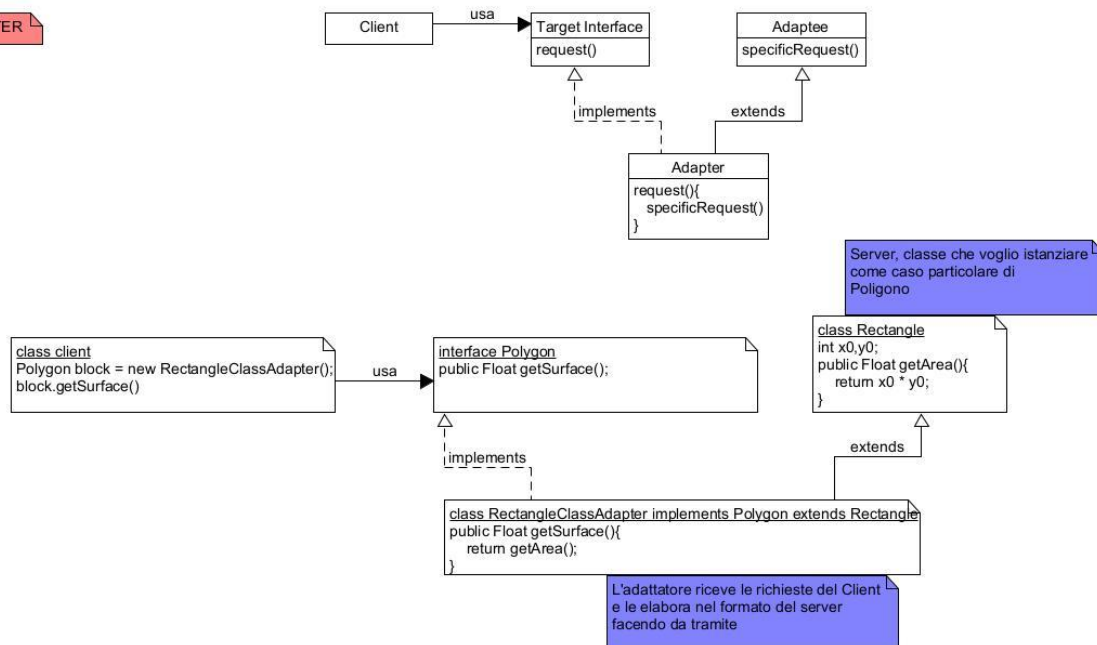 TER
Client
usa
Target Interface
request()
Adaptee
specificRequest()
implements
extends
Adapter
request(){
specificRequest()
}
Server, classe che voglio istanziare
come caso particolare di
Poligono
class client
Polygon block = new RectangleClassAdapter();
block.getSurface()
usa
interface Polygon
public Float getSurface();
class Rectangle
int x0,y0;
public Float getArea(){
return x0 * y0;
}
implements
extends
class RectangleClassAdapter implements Polygon extends Rectangle
public Float getSurface(){
return getArea();
}
L'adattatore riceve le richieste del Client
e le elabora nel formato del server
facendo da tramite